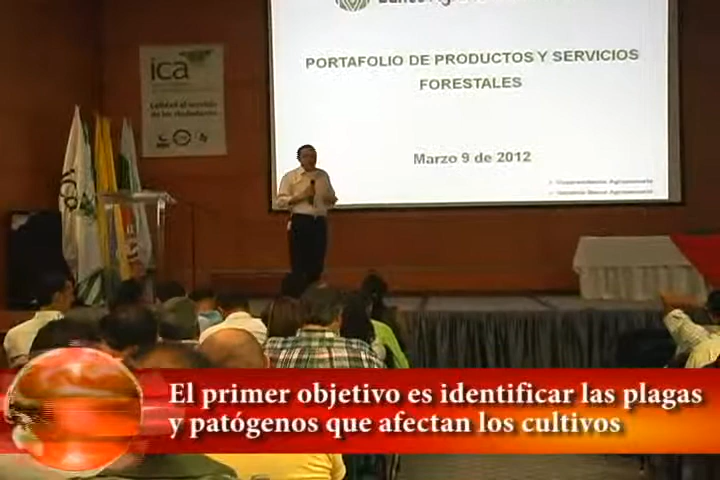 ica
PORTAFOLIO DE PRODUCTOS Y SERVICIOS
FORESTALES
Marzo 9 de 2012
El primer objetivo es identificar las plagas
y patógenos que afectan los cultivos